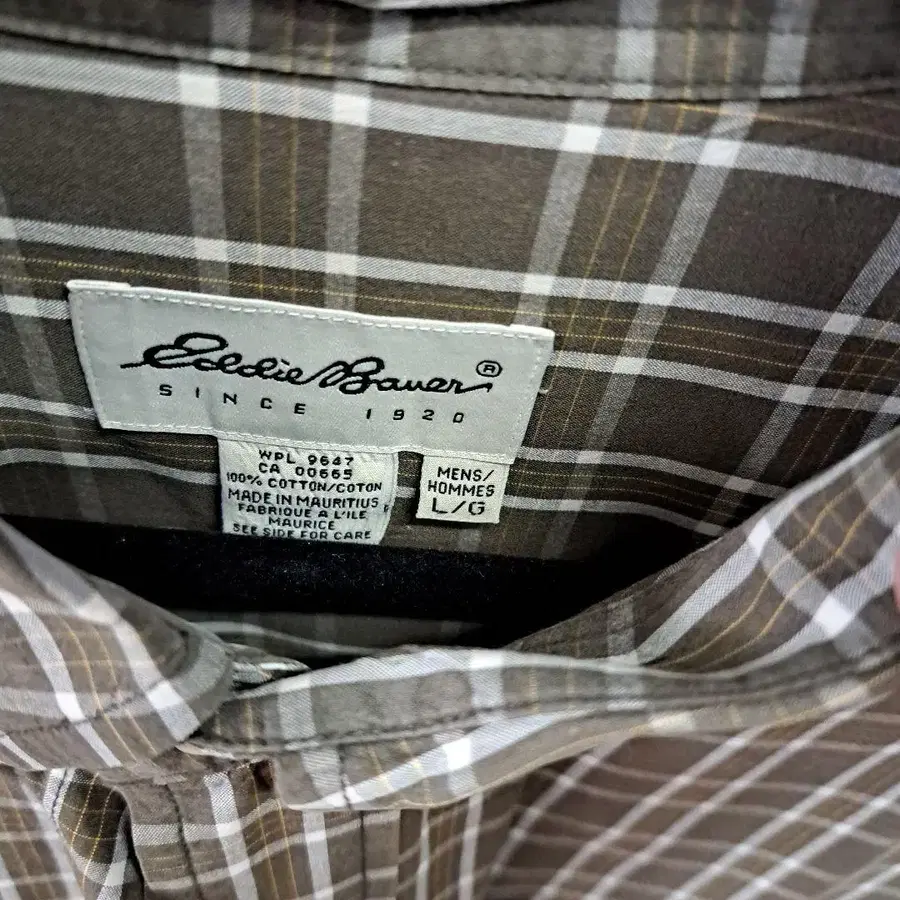 Eddie Bauer®
SINCE 1920
WPL 9647
CA 00665
100% COTTON/COTON
MADE IN MAURITIUS
FABRIQUE A L'ILE
MAURICE
SEE SIDE FOR CARE
MENS/
HOMMES
L/G